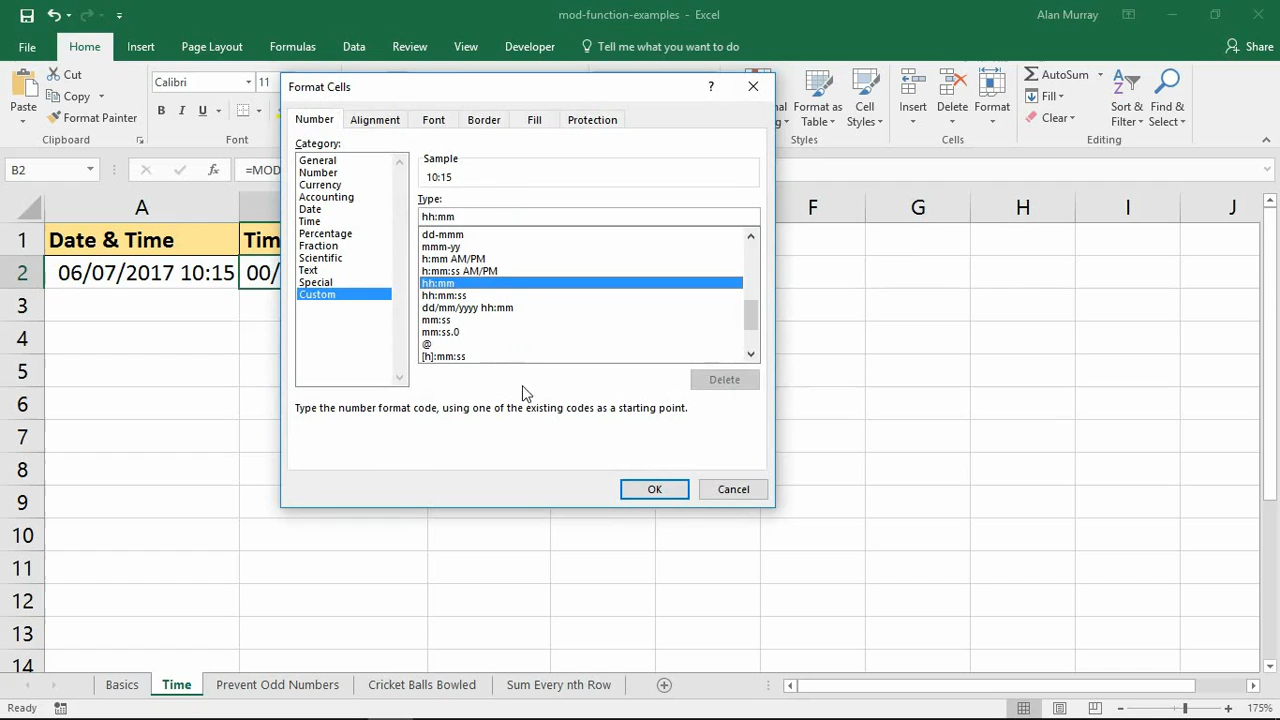 mod-function-examples - Excel
Alan Murray
File
Home
Insert
Page Layout
Formulas
Data
Review
View
Developer
Tell me what you want to do
Share
Paste
Cut
Copy
Format Painter
Clipboard
Calibri
11
B
I
U
Font
Format as
Table
Cell
Styles
Styles
Insert
Delete
Format
Cells
AutoSum
Fill
Clear
Sort &
Filter
Find &
Select
Editing
B2
fx
=MOD
Format Cells
?
Number
Alignment
Font
Border
Fill
Protection
Category:
General
Number
Currency
Accounting
Date
Time
Percentage
Fraction
Scientific
Text
Special
Custom
Sample
10:15
Type:
hh:mm
dd-mmm
mmm-yy
h:mm AM/PM
h:mm:ss AM/PM
hh:mm
hh:mm:ss
dd/mm/yyyy hh:mm
mm:ss
mm:ss.0
@
[h]:mm:ss
Delete
Type the number format code, using one of the existing codes as a starting point.
OK
Cancel
A
F
G
H
I
J
1
Date & Time
Tim
2
06/07/2017 10:15
00/
3
4
5
6
7
8
9
10
11
12
13
14
Basics
Time
Prevent Odd Numbers
Cricket Balls Bowled
Sum Every nth Row
Ready
175%